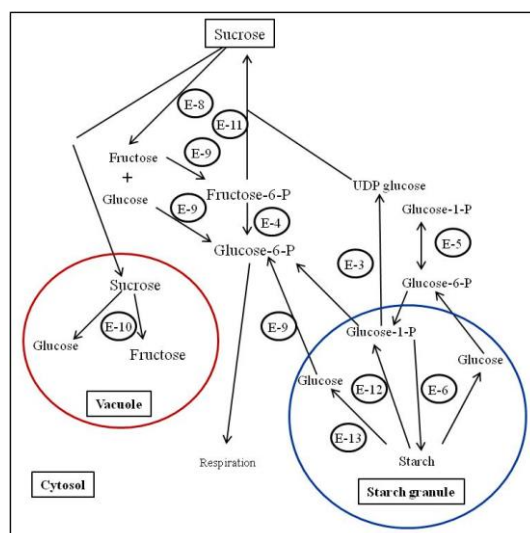 Sucrose
E-8
E-11
Fructose
E-9
+
UDP glucose
Glucose
E-9
Fructose-6-P
Glucose-1-P
E-4
E-5
Glucose-6-P
E-3
Glucose-6-P
Sucrose
E-10
Glucose
Fructose
Vacuole
E-9
Glucose-1-P
Glucose
Glucose
E-12
E-6
E-13
Respiration
Starch
Cytosol
Starch granule